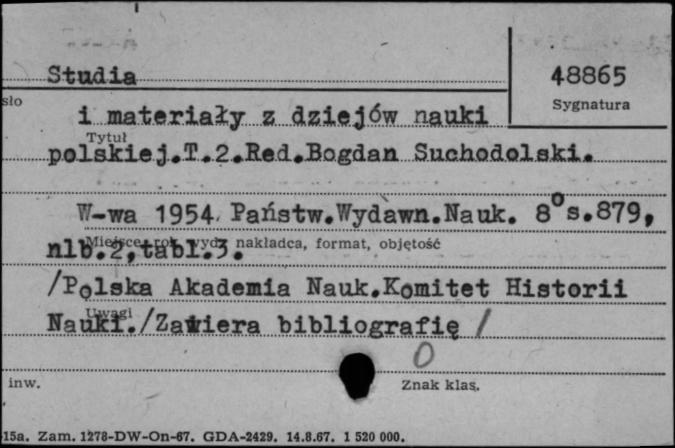 Studia
48865
sło
Sygnatura
i materiały z dziejów nauki
Tytuł
polskiej.T.2.Red.Bogdan Suchodolski.
W-wa 1954 Państw.Wydawn.Nauk. 8° s.879,
Miejsce, rok wyd., nakładca, format, objętość
nlb.2,tabl.3.
/Polska Akademia Nauk.Komitet Historii
Uwagi
Nauki./Zawiera bibliografię /
0
inw.
Znak klas.
15a. Zam. 1278-DW-On-67. GDA-2429. 14.8.67. 1 520 000.